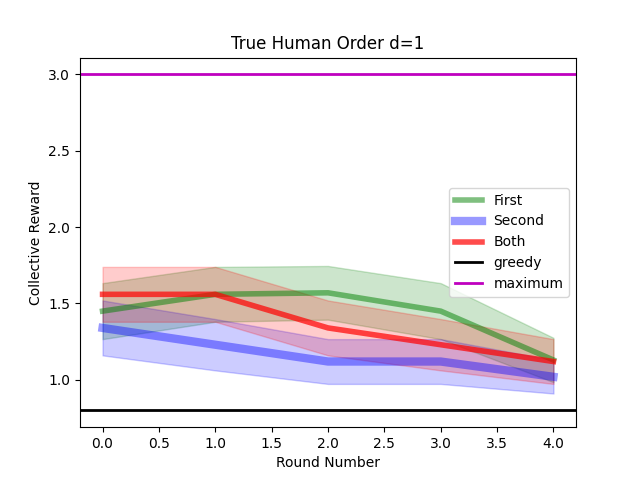 True Human Order d=1
Collective Reward
3.0
2.5
2.0
1.5
1.0
First
Second
Both
greedy
maximum
0.0 0.5 1.0 1.5 2.0 2.5 3.0 3.5 4.0
Round Number